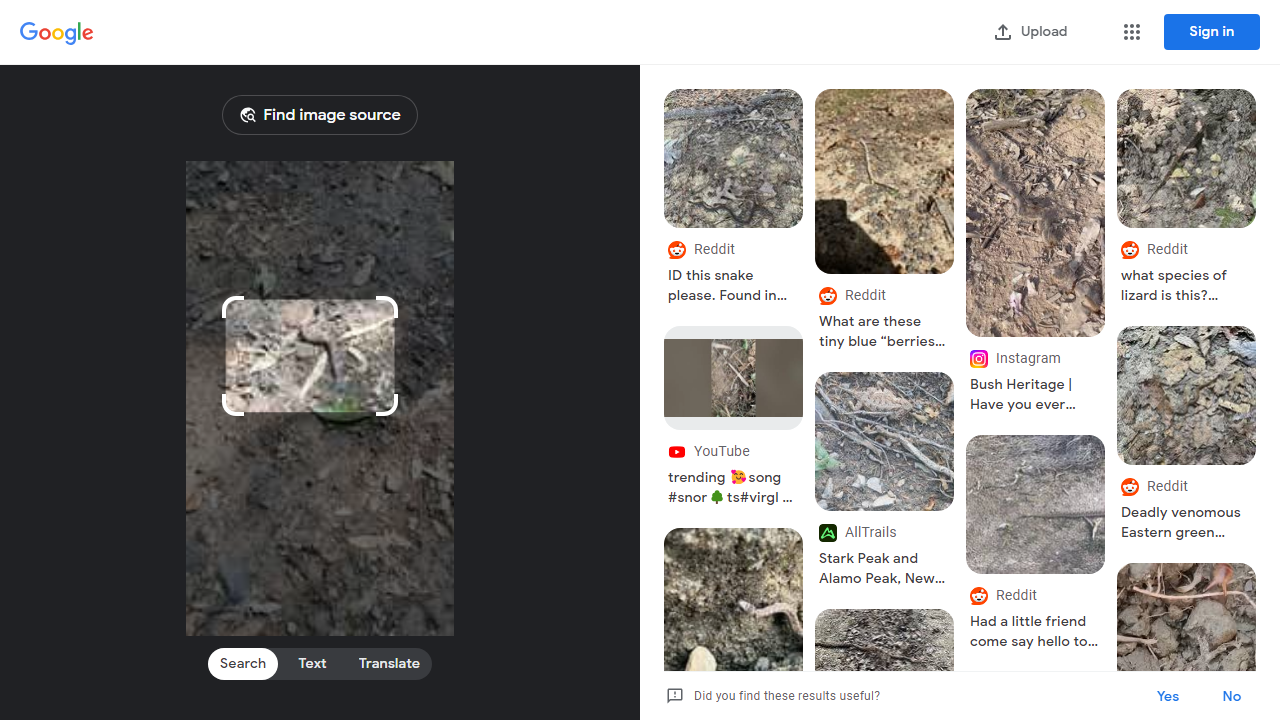 Google
Upload
Sign in
Find image source
Search
Text
Translate
Reddit
ID this snake
please. Found in...
YouTube
trending 🥰 song
#snor🌳ts#virgl ...
Reddit
What are these
tiny blue “berries...
AllTrails
Stark Peak and
Alamo Peak, New...
Instagram
Bush Heritage |
Have you ever...
Reddit
Had a little friend
come say hello to...
Reddit
what species of
lizard is this?...
Reddit
Deadly venomous
Eastern green...
Did you find these results useful?
Yes
No